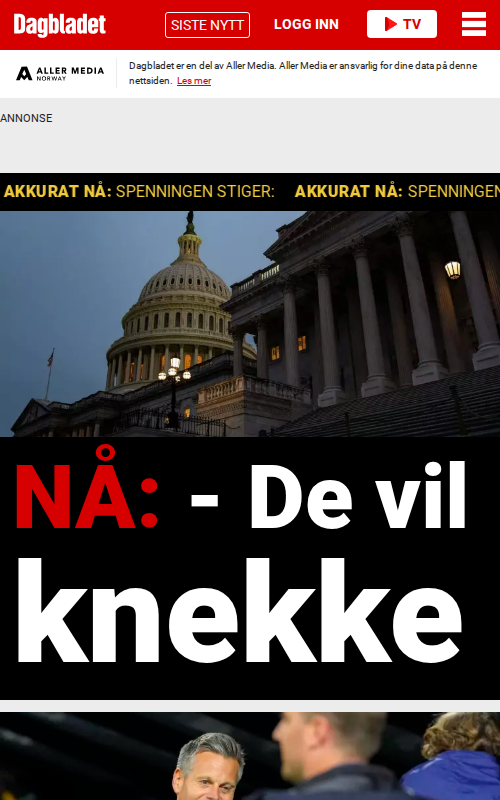 Dagbladet
SISTE NYTT
LOGG INN
TV
ALLER MEDIA
NORWAY
Dagbladet er en del av Aller Media. Aller Media er ansvarlig for dine data på denne
nettsiden. Les mer
ANNONSE
AKKURAT NÅ: SPENNINGEN STIGER: AKKURAT NÅ: SPENNINGEN
NÅ: - De vil
knekke